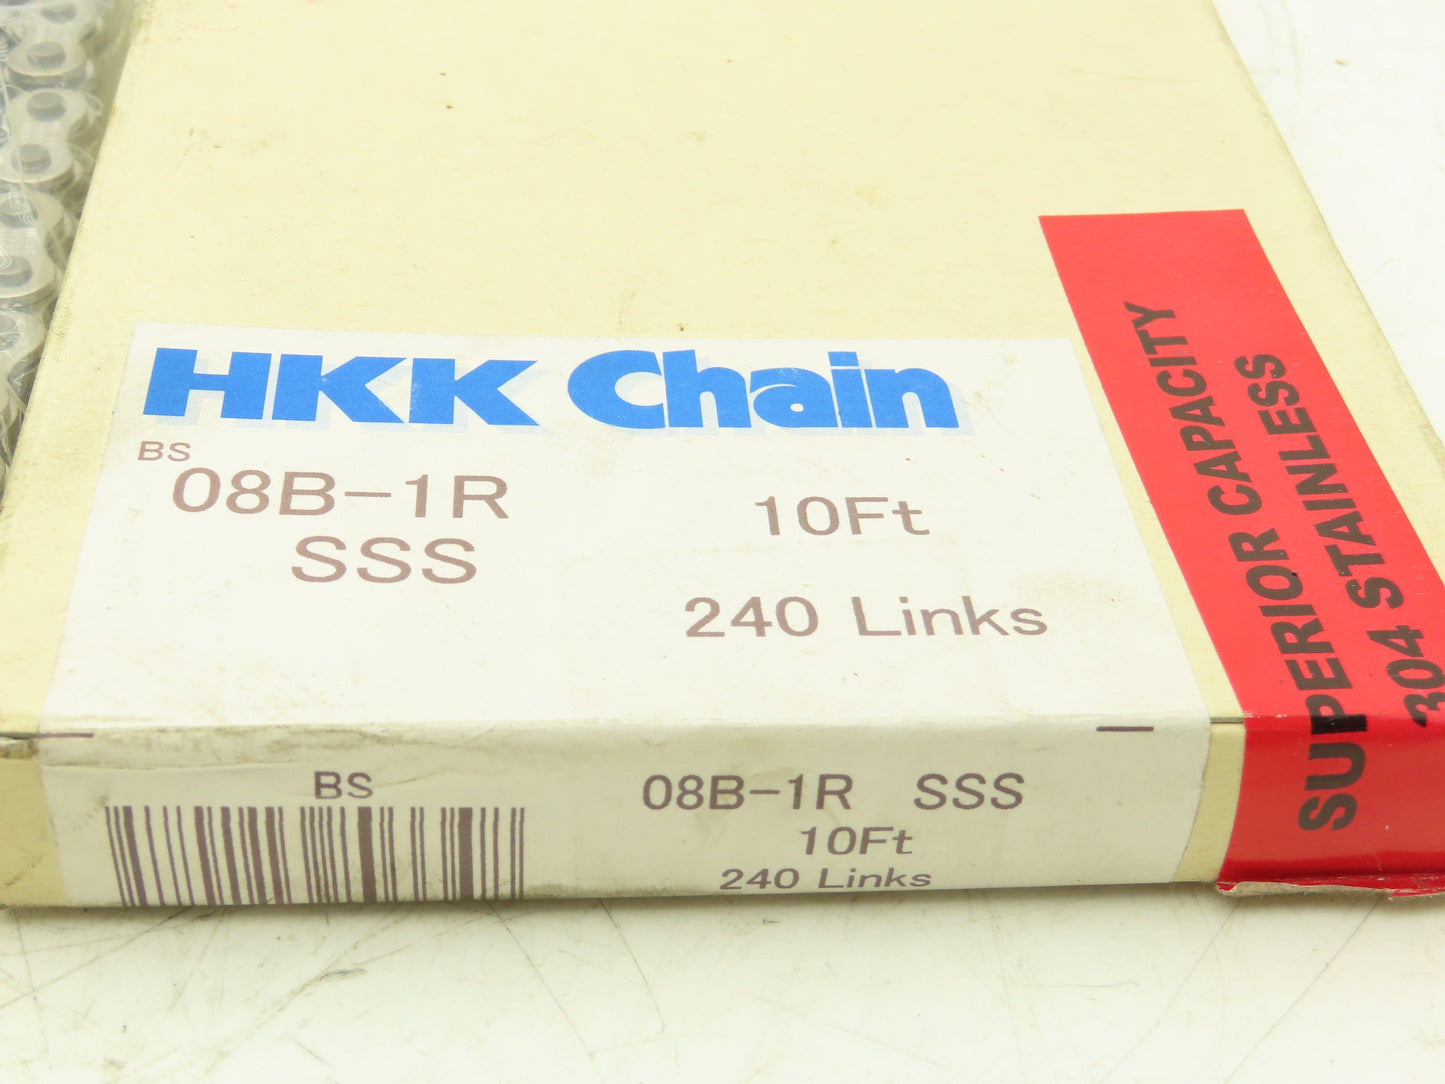 HKK Chain
BS
08B-1R
SSS
10Ft
240 Links
SUPERIOR CAPACITY
304 STAINLESS
BS
08B-1R SSS
10Ft
240 Links